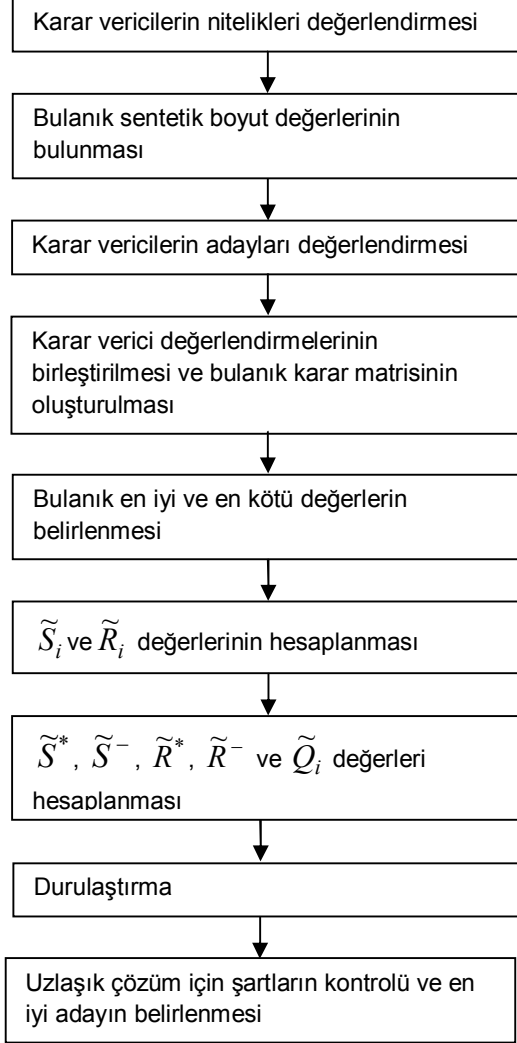 Karar vericilerin nitelikleri değerlendirmesi
Bulanık sentetik boyut değerlerinin
bulunması
Karar vericilerin adayları değerlendirmesi
Karar verici değerlendirmelerinin
birleştirilmesi ve bulanık karar matrisinin
oluşturulması
Bulanık en iyi ve en kötü değerlerin
belirlenmesi
S̃ᵢ ve R̃ᵢ değerlerinin hesaplanması
S̃*, S̃⁻, R̃*, R̃⁻ ve Q̃ᵢ değerleri
hesaplanması
Durulaştırma
Uzlaşık çözüm için şartların kontrolü ve en
iyi adayın belirlenmesi